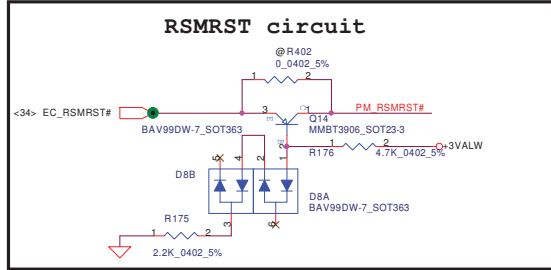 RSMRST circuit
@R402
0_0402_5%
1 2
<34> EC_RSMRST#
3 1
E C
PM_RSMRST#
Q14
BAV99DW-7_SOT363
MMBT3906_SOT23-3
2
R176
1 2
4.7K_0402_5%
+3VALW
5 4 2 1
D8B
D8A
BAV99DW-7_SOT363
3 6
R175
1 2
2.2K_0402_5%